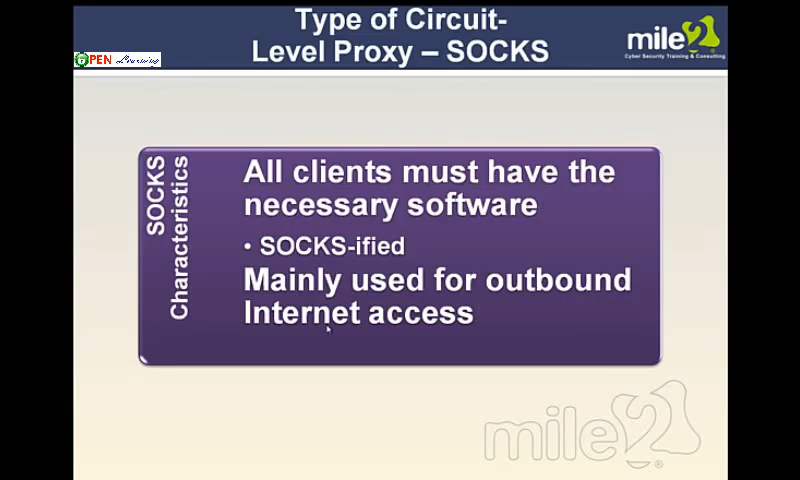 Type of Circuit-
Level Proxy – SOCKS
mile2
Cyber Security Training & Consulting
OPEN Learning
SOCKS
Characteristics
All clients must have the
necessary software
• SOCKS-ified
Mainly used for outbound
Internet access
mile2
®